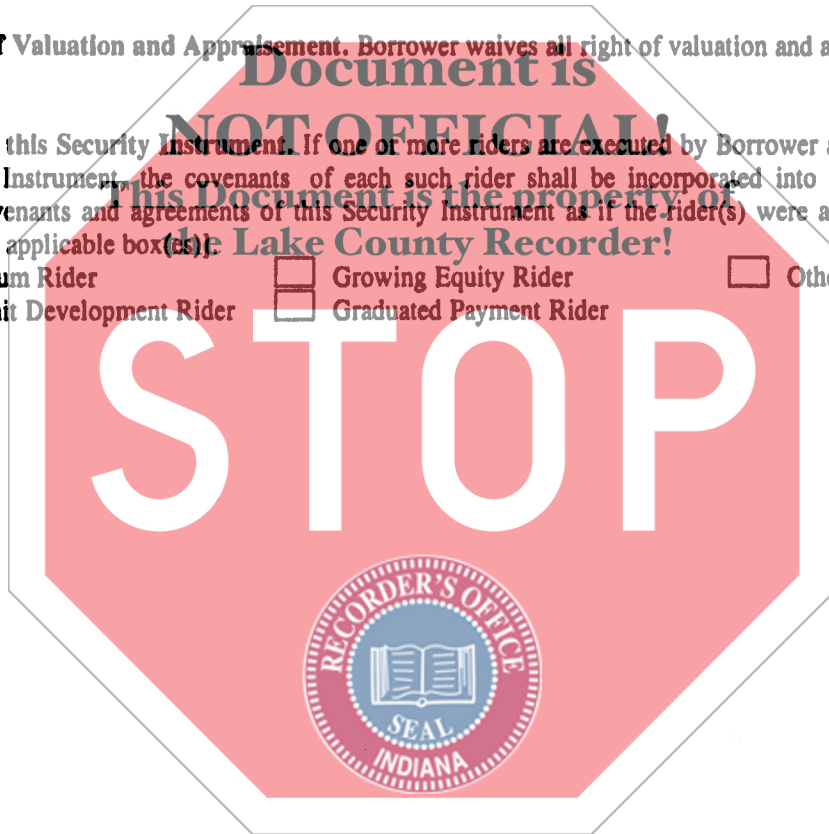 f Valuation and Appraisement. Borrower waives all right of valuation and a
Document is
NOT OFFICIAL!
this Security Instrument. If one or more riders are executed by Borrower a
Instrument, the covenants of each such rider shall be incorporated into
This Document is the property of
venants and agreements of this Security Instrument as if the rider(s) were a
the Lake County Recorder!
applicable box(es)].
um Rider Growing Equity Rider Othe
it Development Rider Graduated Payment Rider
STOP
RECORDER'S OFFICE
SEAL
INDIANA